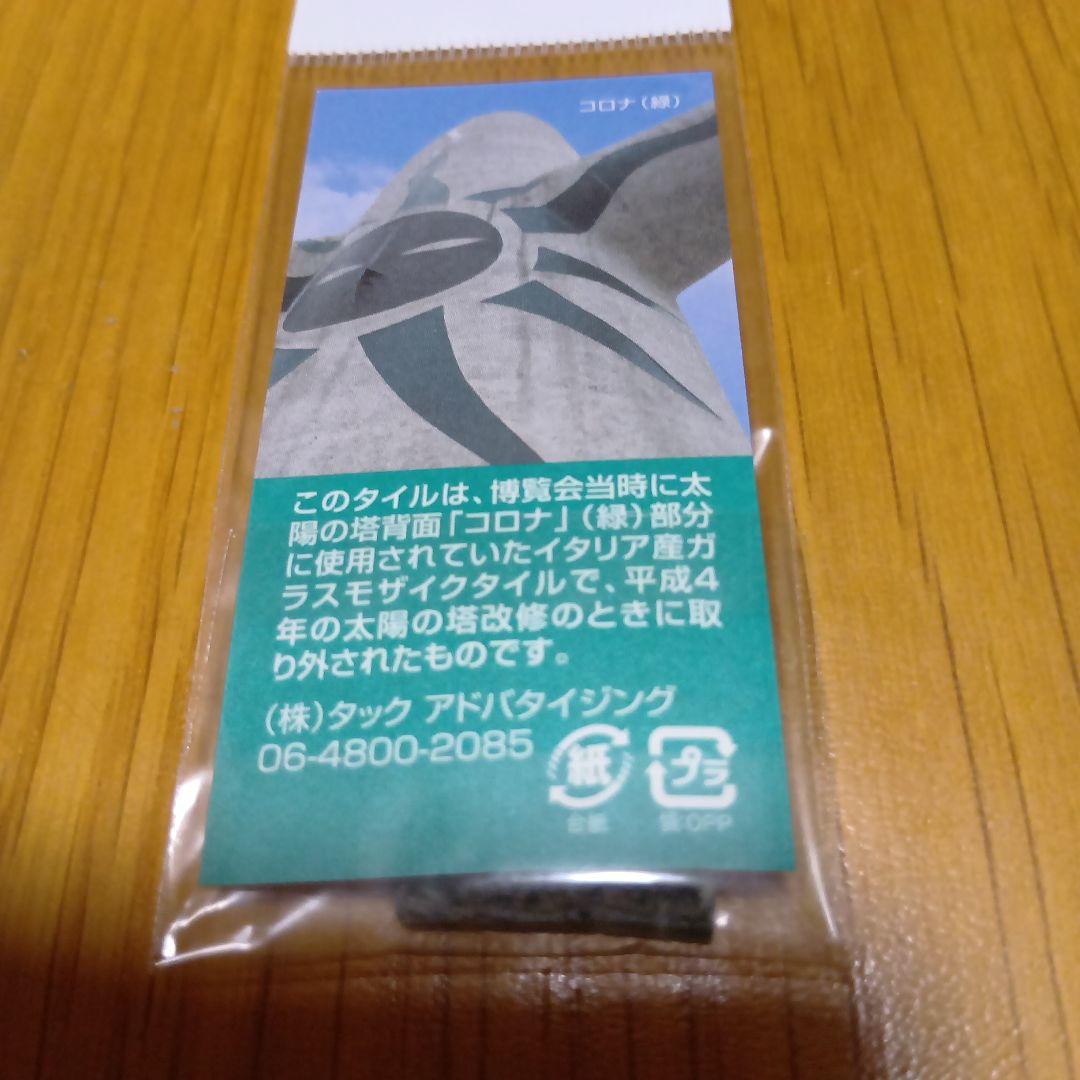 コロナ(緑)
このタイルは、博覧会当時に太
陽の塔背面「コロナ」(緑)部分
に使用されていたイタリア産ガ
ラスモザイクタイルで、平成4
年の太陽の塔改修のときに取
り外されたものです。
(株)タック アドバタイジング
06-4800-2085
紙 プラ
台紙 袋:OPP